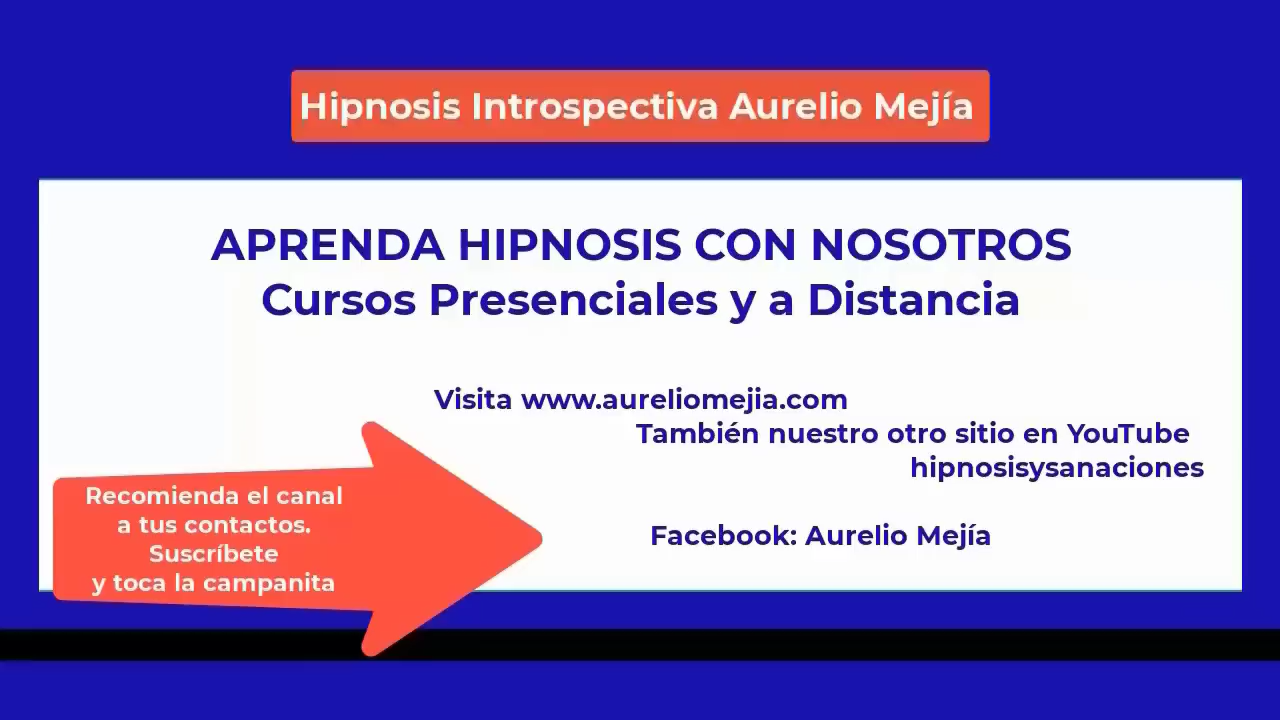 Hipnosis Introspectiva Aurelio Mejía
APRENDA HIPNOSIS CON NOSOTROS
Cursos Presenciales y a Distancia
Visita www.aureliomejia.com
También nuestro otro sitio en YouTube
hipnosisysanaciones
Facebook: Aurelio Mejía
Recomienda el canal
a tus contactos.
Suscríbete
y toca la campanita